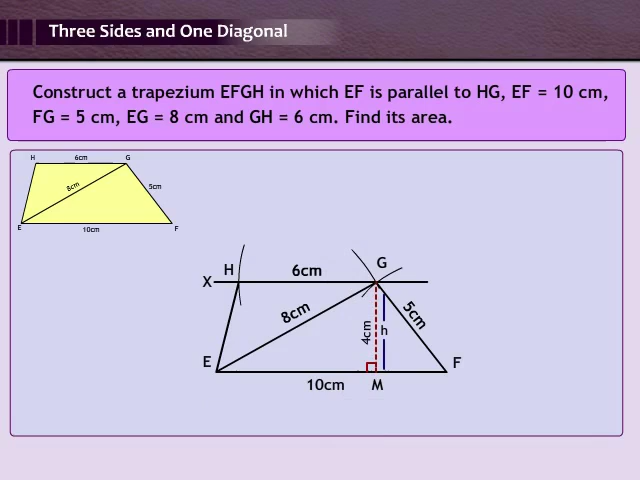 Three Sides and One Diagonal
Construct a trapezium EFGH in which EF is parallel to HG, EF = 10 cm,
FG = 5 cm, EG = 8 cm and GH = 6 cm. Find its area.
H 6cm G
8cm 5cm
E 10cm F
X H 6cm G
8cm 4cm h 5cm
E F
10cm M